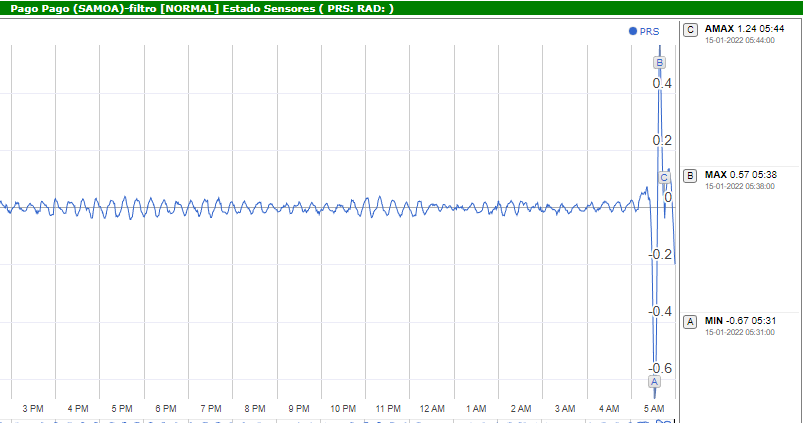 Pago Pago (SAMOA)-filtro [NORMAL] Estado Sensores ( PRS: RAD: )
PRS
C AMAX 1.24 05:44
15-01-2022 05:44:00
B
0.4
0.2
B MAX 0.57 05:38
15-01-2022 05:38:00
C
0
-0.2
-0.4
A MIN -0.67 05:31
15-01-2022 05:31:00
-0.6
A
3 PM 4 PM 5 PM 6 PM 7 PM 8 PM 9 PM 10 PM 11 PM 12 AM 1 AM 2 AM 3 AM 4 AM 5 AM